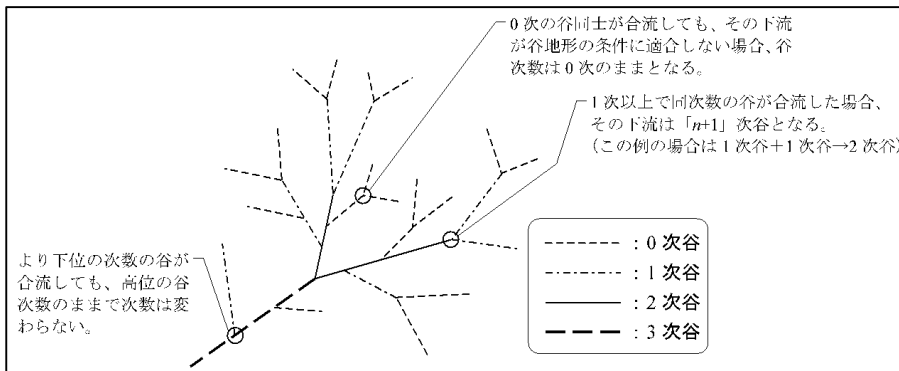 0 次の谷同士が合流しても、その下流
が谷地形の条件に適合しない場合、谷
次数は 0 次のままとなる。
1 次以上で同次数の谷が合流した場合、
その下流は「n+1」次谷となる。
（この例の場合は 1 次谷＋1 次谷→2 次谷）
より下位の次数の谷が
合流しても、高位の谷
次数のままで次数は変
わらない。
：0 次谷
：1 次谷
：2 次谷
：3 次谷